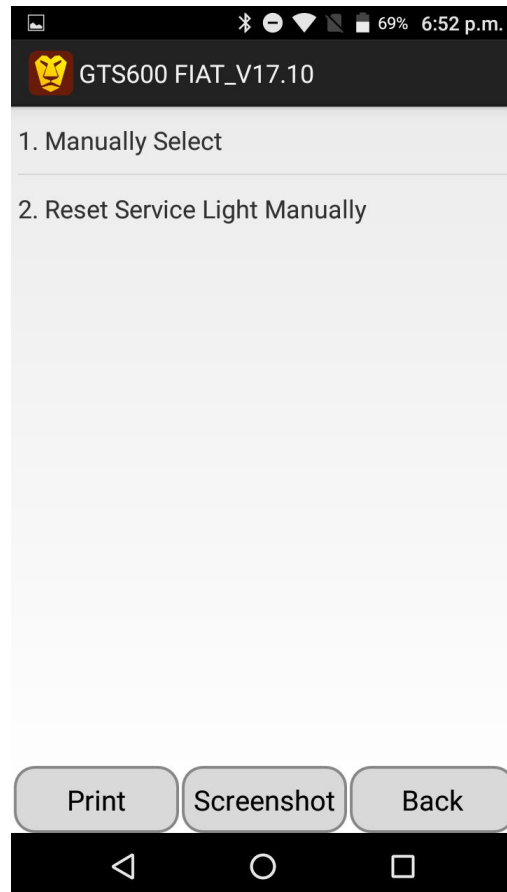 69% 6:52 p.m.
GTS600 FIAT_V17.10
1. Manually Select
2. Reset Service Light Manually
Print Screenshot Back